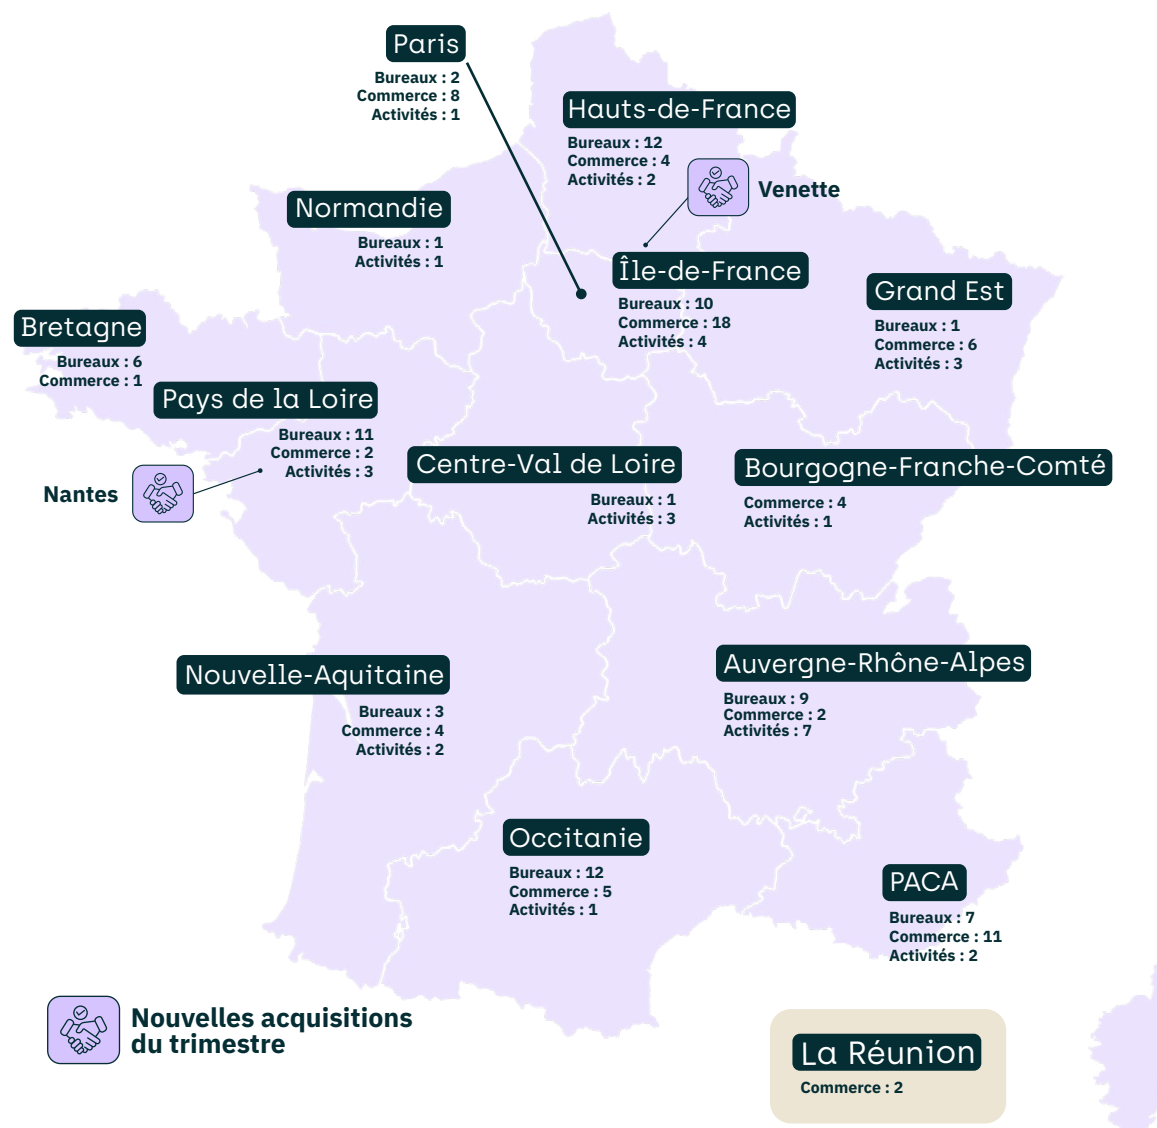 Paris
Bureaux : 2
Commerce : 8
Activités : 1
Hauts-de-France
Bureaux : 12
Commerce : 4
Activités : 2
Venette
Normandie
Bureaux : 1
Activités : 1
Île-de-France
Bureaux : 10
Commerce : 18
Activités : 4
Grand Est
Bureaux : 1
Commerce : 6
Activités : 3
Bretagne
Bureaux : 6
Commerce : 1
Pays de la Loire
Bureaux : 11
Commerce : 2
Activités : 3
Nantes
Centre-Val de Loire
Bureaux : 1
Activités : 3
Bourgogne-Franche-Comté
Commerce : 4
Activités : 1
Nouvelle-Aquitaine
Bureaux : 3
Commerce : 4
Activités : 2
Auvergne-Rhône-Alpes
Bureaux : 9
Commerce : 2
Activités : 7
Occitanie
Bureaux : 12
Commerce : 5
Activités : 1
PACA
Bureaux : 7
Commerce : 11
Activités : 2
Nouvelles acquisitions
du trimestre
La Réunion
Commerce : 2